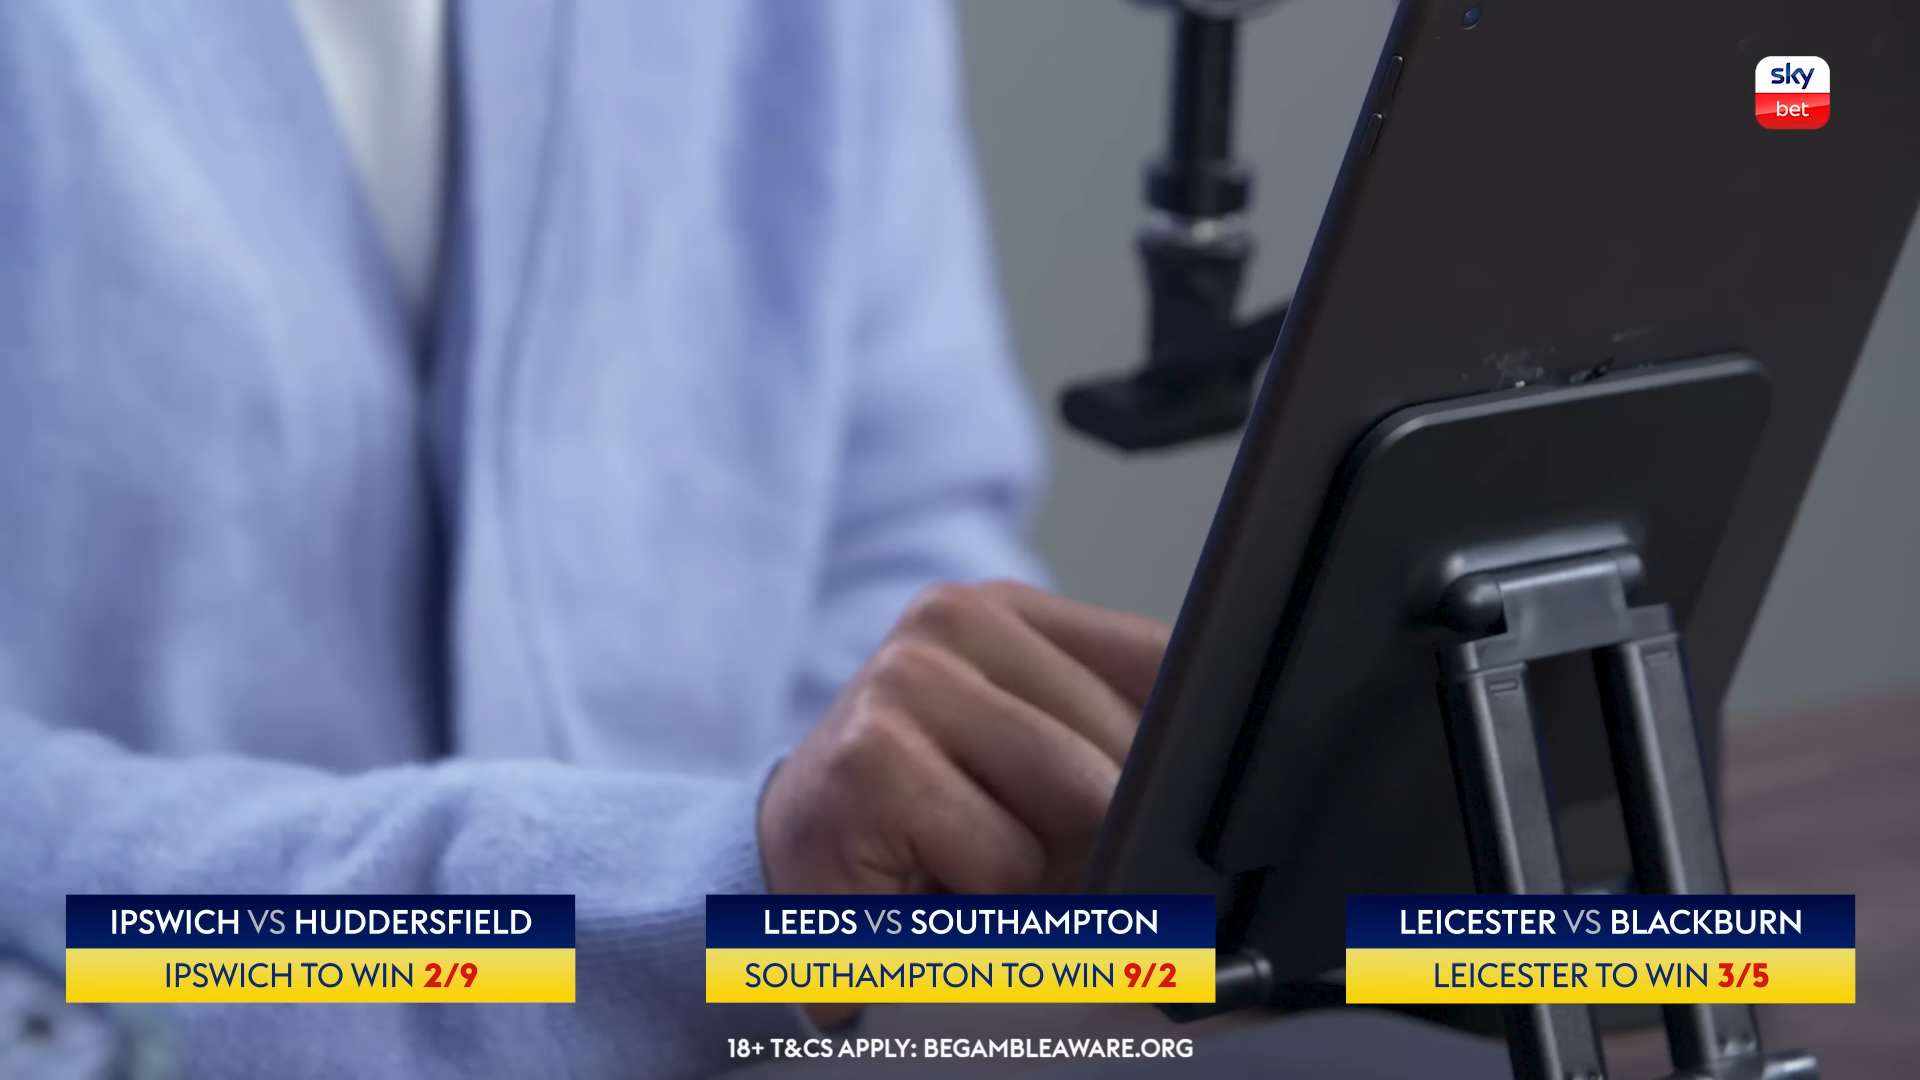 sky
bet
IPSWICH VS HUDDERSFIELD
IPSWICH TO WIN 2/9
LEEDS VS SOUTHAMPTON
SOUTHAMPTON TO WIN 9/2
LEICESTER VS BLACKBURN
LEICESTER TO WIN 3/5
18+ T&CS APPLY: BEGAMBLEAWARE.ORG